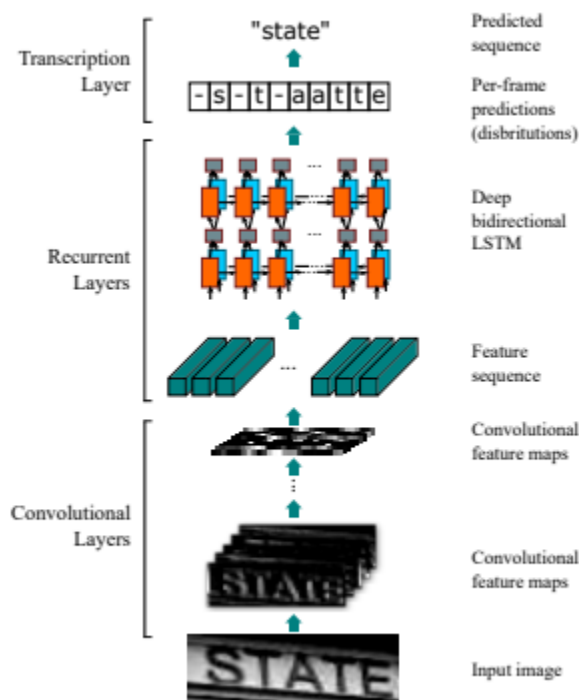 "state"
Predicted
sequence
Transcription
Layer
-s-t-aatte
Per-frame
predictions
(disbritutions)
...
...
Deep
bidirectional
LSTM
Recurrent
Layers
...
Feature
sequence
Convolutional
feature maps
...
Convolutional
Layers
STATE
Convolutional
feature maps
STATE
Input image